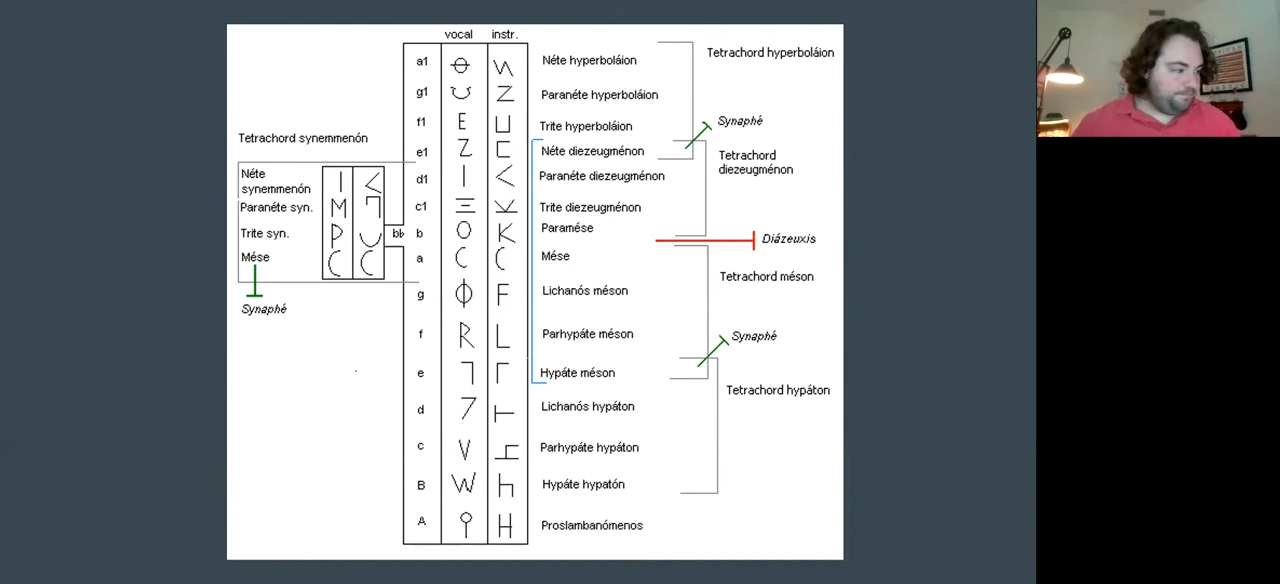 vocal instr.
a1 Néte hyperboláion
g1 Paranéte hyperboláion
f1 Trite hyperboláion
e1 Néte diezeugménon
d1 Paranéte diezeugménon
c1 Trite diezeugménon
b Paramése
a Mése
g Lichanós méson
f Parhypáte méson
e Hypáte méson
d Lichanós hypáton
c Parhypáte hypáton
B Hypáte hypatón
A Proslambanómenos
Tetrachord synemmenón
Néte
synemmenón
Paranéte syn.
Trite syn.
bb
Mése
Synaphé
Tetrachord hyperboláion
Synaphé
Tetrachord
diezeugménon
Diázeuxis
Tetrachord méson
Synaphé
Tetrachord hypáton